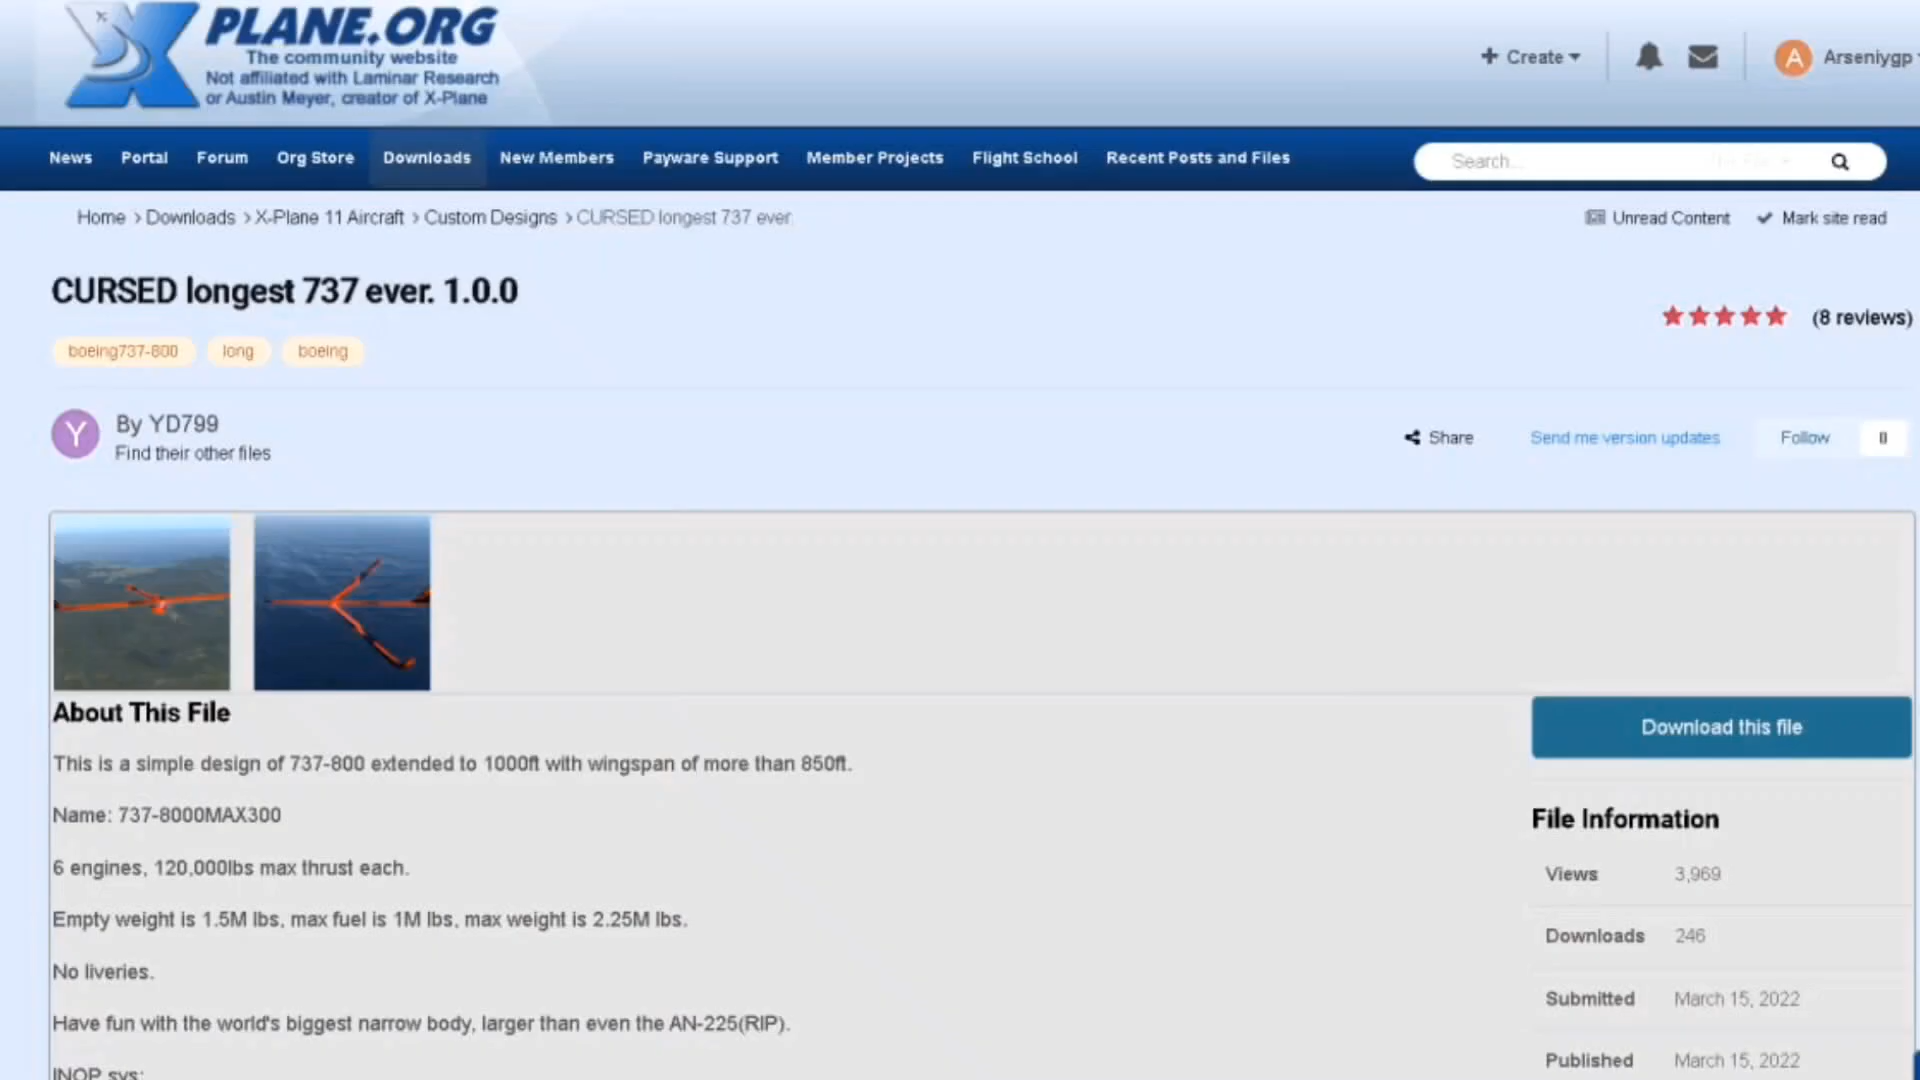 PLANE.ORG
The community website
Not affiliated with Laminar Research
or Austin Meyer, creator of X-Plane
+ Create
A Arseniygp
News Portal Forum Org Store Downloads New Members Payware Support Member Projects Flight School Recent Posts and Files
Search...
Home > Downloads > X-Plane 11 Aircraft > Custom Designs > CURSED longest 737 ever.
Unread Content Mark site read
CURSED longest 737 ever. 1.0.0
(8 reviews)
boeing737-800 long boeing
Y By YD799
Find their other files
Share Send me version updates Follow 0
About This File
This is a simple design of 737-800 extended to 1000ft with wingspan of more than 850ft.
Name: 737-8000MAX300
6 engines, 120,000lbs max thrust each.
Empty weight is 1.5M lbs, max fuel is 1M lbs, max weight is 2.25M lbs.
No liveries.
Have fun with the world's biggest narrow body, larger than even the AN-225(RIP).
INOP sys:
Download this file
File Information
Views 3,969
Downloads 246
Submitted March 15, 2022
Published March 15, 2022